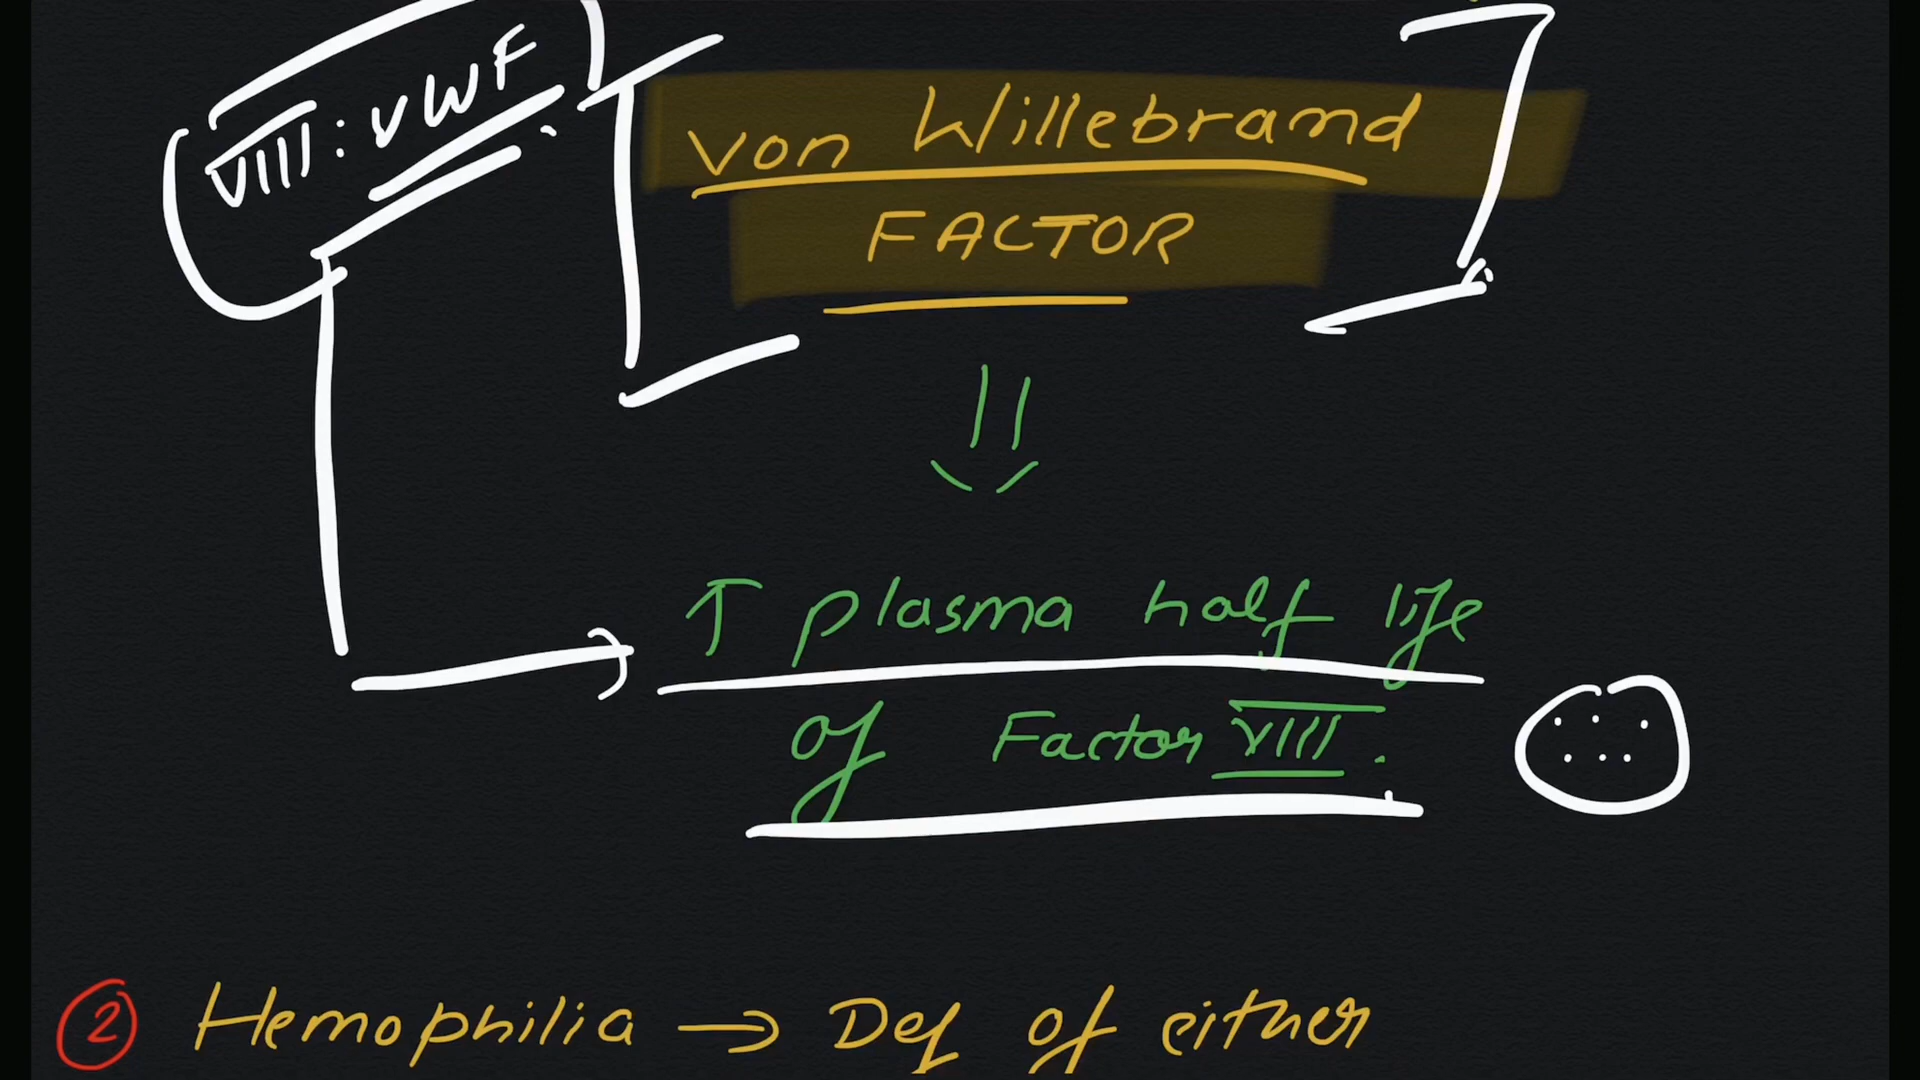 VIII: vWF
von Willebrand
FACTOR
↑ plasma half life
of Factor VIII.
2 Hemophilia → Def of either